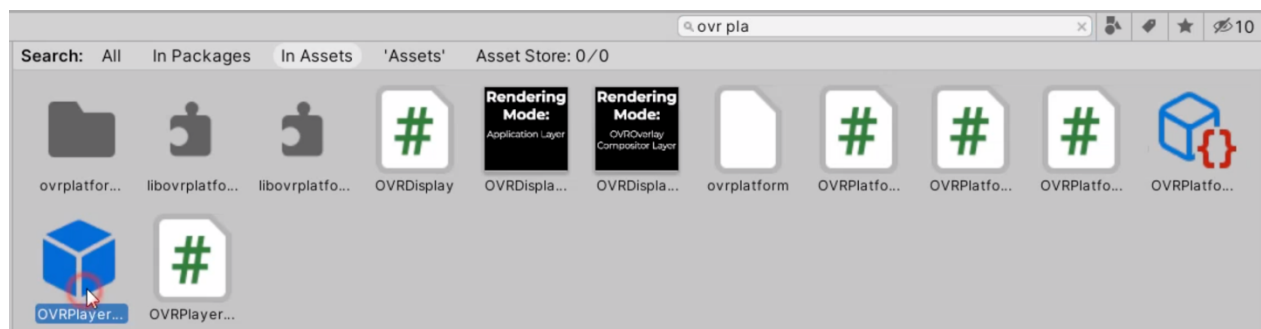 ovr pla
10
Search: All In Packages In Assets 'Assets' Asset Store: 0/0
Rendering Mode:
Application Layer
Rendering Mode:
OVROverlay
Compositor Layer
ovrplatfor... libovrplatfo... libovrplatfo... OVRDisplay OVRDispla... OVRDispla... ovrplatform OVRPlatfo... OVRPlatfo... OVRPlatfo... OVRPlatfo...
OVRPlayer... OVRPlayer...